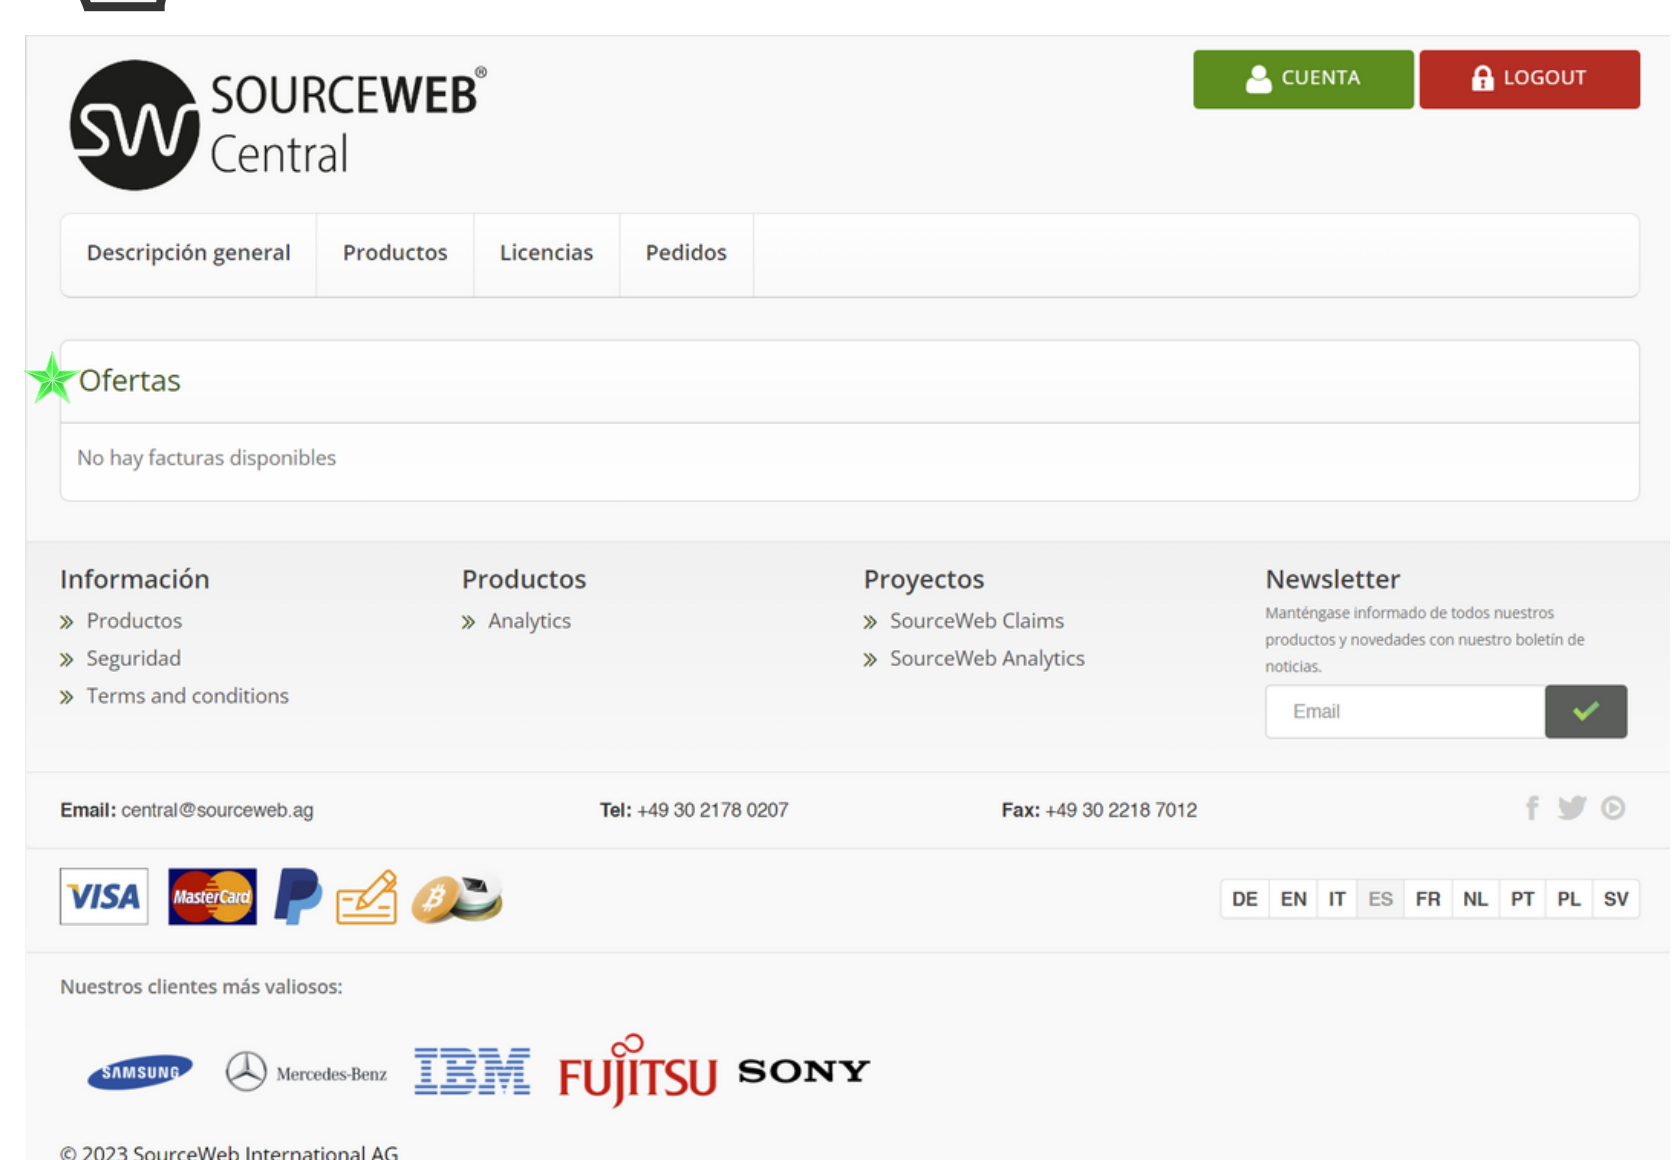 SW SOURCEWEB®
Central
CUENTA
LOGOUT
Descripción general
Productos
Licencias
Pedidos
Ofertas
No hay facturas disponibles
Información
Productos
Seguridad
Terms and conditions
Productos
Analytics
Proyectos
SourceWeb Claims
SourceWeb Analytics
Newsletter
Manténgase informado de todos nuestros
productos y novedades con nuestro boletín de
noticias.
Email
Email: central@sourceweb.ag
Tel: +49 30 2178 0207
Fax: +49 30 2218 7012
VISA
MasterCard
DE EN IT ES FR NL PT PL SV
Nuestros clientes más valiosos:
SAMSUNG
Mercedes-Benz
IBM
FUJITSU
SONY
© 2023 SourceWeb International AG